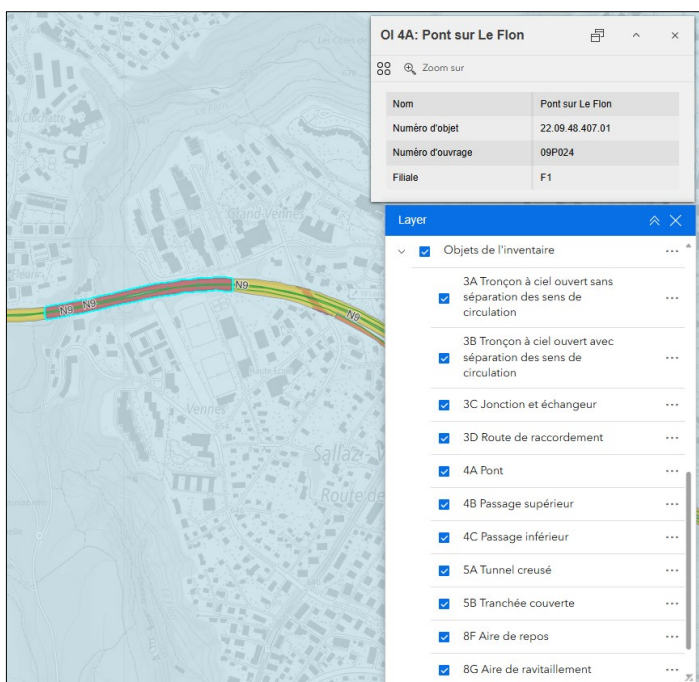 OI 4A: Pont sur Le Flon
Zoom sur
Nom Pont sur Le Flon
Numéro d'objet 22.09.48.407.01
Numéro d'ouvrage 09P024
Filiale F1
Layer
Objets de l'inventaire
3A Tronçon à ciel ouvert sans
séparation des sens de
circulation
3B Tronçon à ciel ouvert avec
séparation des sens de
circulation
3C Jonction et échangeur
3D Route de raccordement
4A Pont
4B Passage supérieur
4C Passage inférieur
5A Tunnel creusé
5B Tranchée couverte
8F Aire de repos
8G Aire de ravitaillement
La Clochatte
Grand-Vennes
N9
N9
N9
N9
Vennes
Sallaz - V
Route de